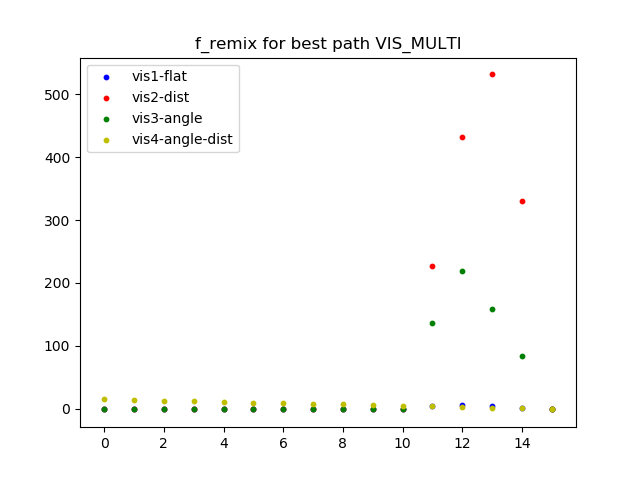 f_remix for best path VIS_MULTI
vis1-flat
vis2-dist
vis3-angle
vis4-angle-dist
500
400
300
200
100
0
0 2 4 6 8 10 12 14